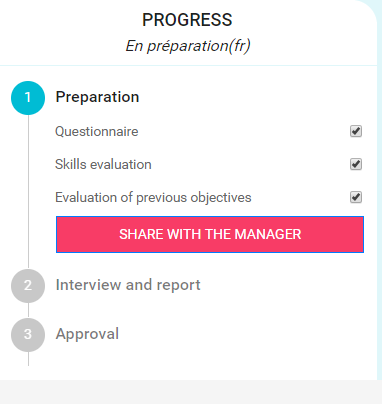 PROGRESS
En préparation(fr)
1 Preparation
Questionnaire
Skills evaluation
Evaluation of previous objectives
SHARE WITH THE MANAGER
2 Interview and report
3 Approval